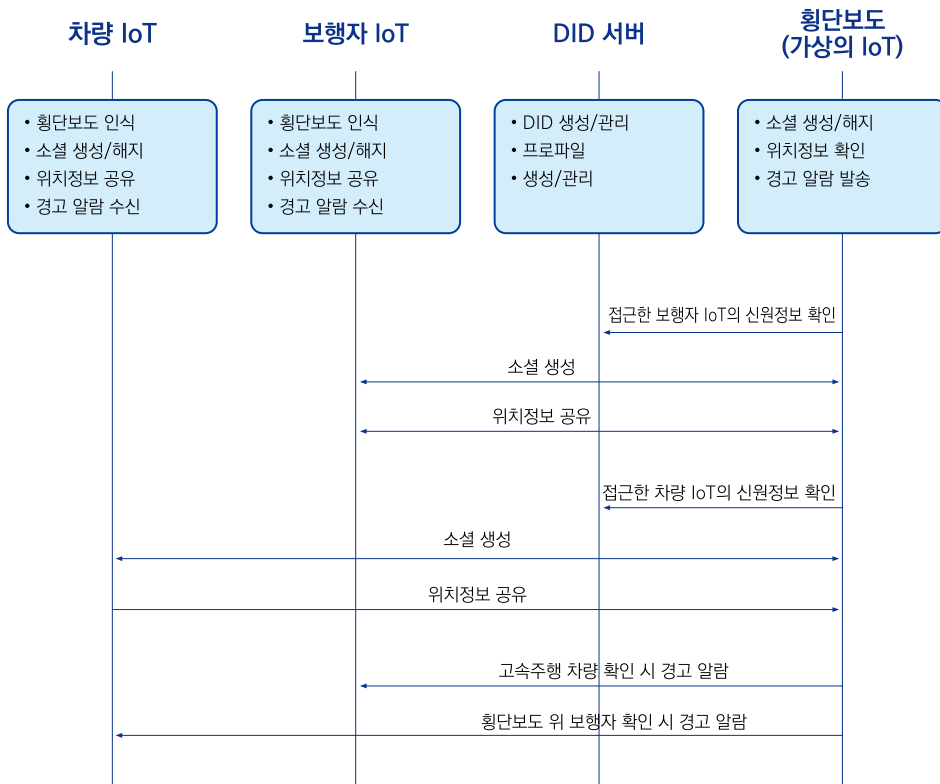 차량 IoT
보행자 IoT
DID 서버
횡단보도
(가상의 IoT)
• 횡단보도 인식
• 소셜 생성/해지
• 위치정보 공유
• 경고 알람 수신
• 횡단보도 인식
• 소셜 생성/해지
• 위치정보 공유
• 경고 알람 수신
• DID 생성/관리
• 프로파일
• 생성/관리
• 소셜 생성/해지
• 위치정보 확인
• 경고 알람 발송
접근한 보행자 IoT의 신원정보 확인
소셜 생성
위치정보 공유
접근한 차량 IoT의 신원정보 확인
소셜 생성
위치정보 공유
고속주행 차량 확인 시 경고 알람
횡단보도 위 보행자 확인 시 경고 알람